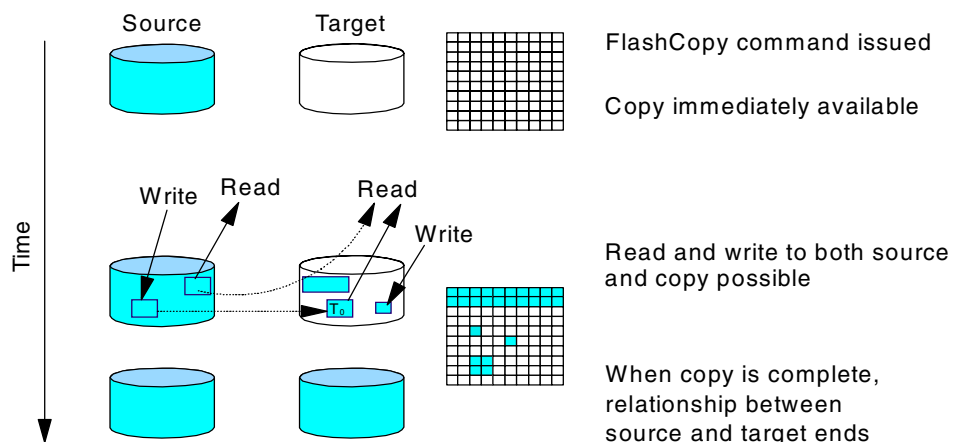 Source
Target
FlashCopy command issued
Copy immediately available
Time
Write
Read
Read
Write
T0
Read and write to both source
and copy possible
When copy is complete,
relationship between
source and target ends